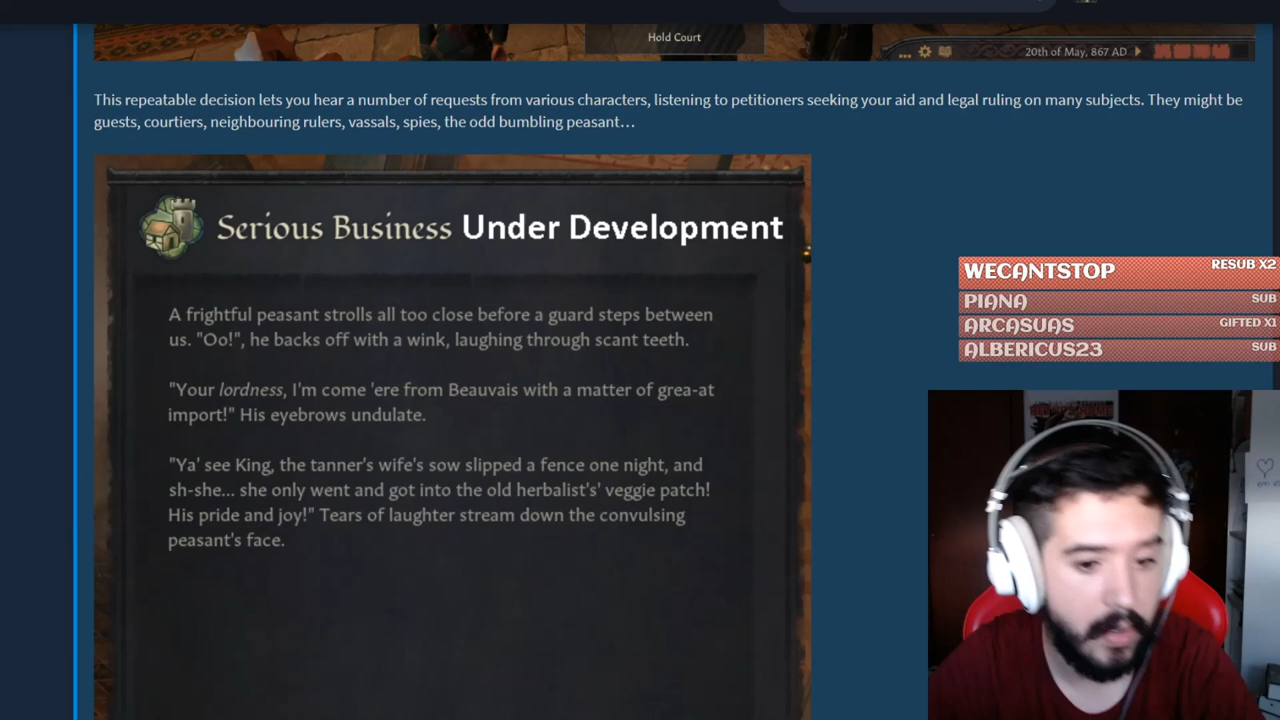 Hold Court
20th of May, 867 AD
This repeatable decision lets you hear a number of requests from various characters, listening to petitioners seeking your aid and legal ruling on many subjects. They might be
guests, courtiers, neighbouring rulers, vassals, spies, the odd bumbling peasant…
Serious Business Under Development
A frightful peasant strolls all too close before a guard steps between
us. "Oo!", he backs off with a wink, laughing through scant teeth.
"Your lordness, I'm come 'ere from Beauvais with a matter of grea-at
import!" His eyebrows undulate.
"Ya' see King, the tanner's wife's sow slipped a fence one night, and
sh-she... she only went and got into the old herbalist's' veggie patch!
His pride and joy!" Tears of laughter stream down the convulsing
peasant's face.
WECANTSTOP RESUB X2
PIANA SUB
ARCASUAS GIFTED X1
ALBERICUS23 SUB